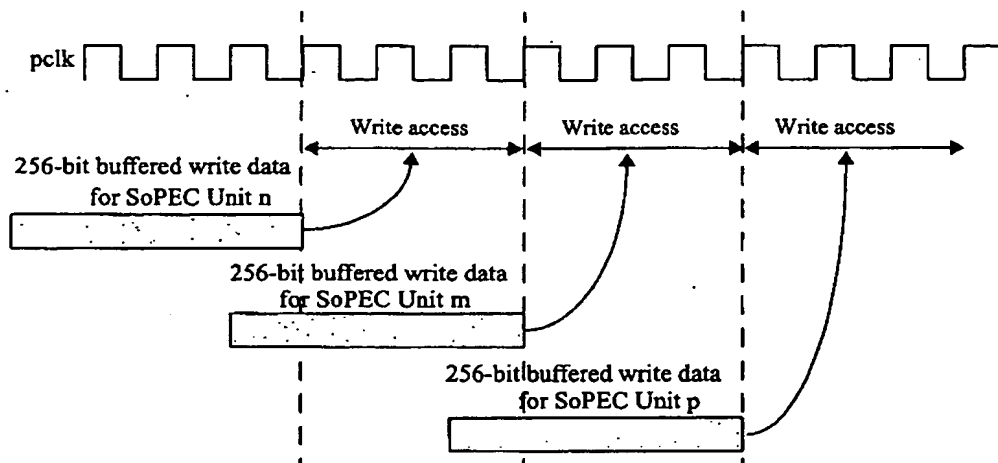 pclk
Write access
Write access
Write access
256-bit buffered write data
for SoPEC Unit n
256-bit buffered write data
for SoPEC Unit m
256-bit buffered write data
for SoPEC Unit p